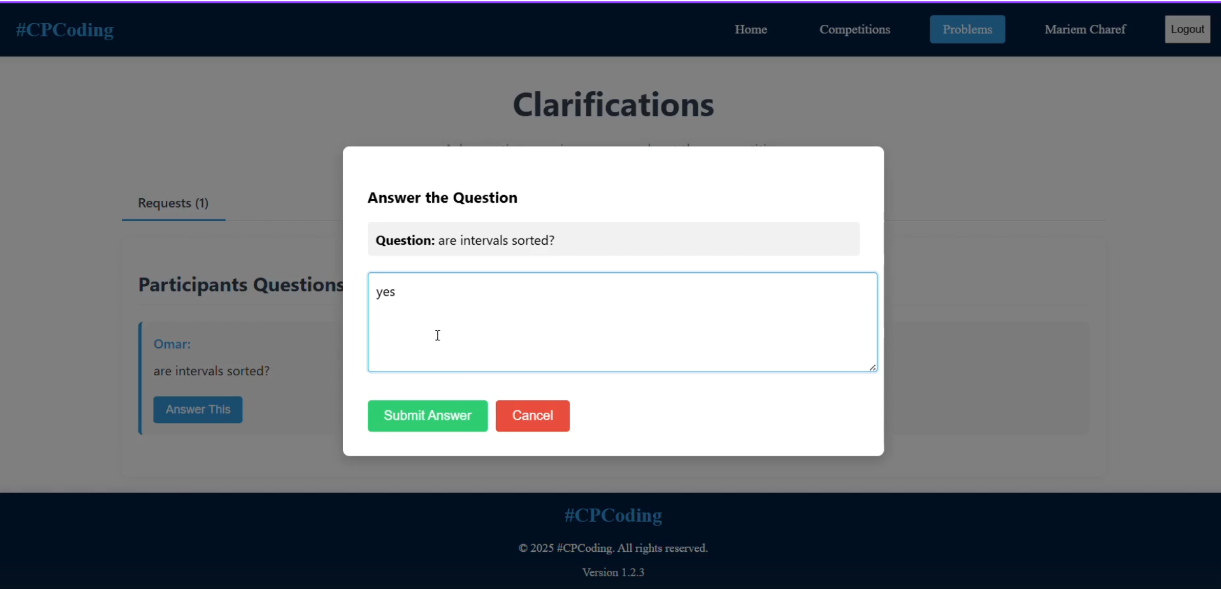 #CPCoding
Home Competitions Problems Mariem Charef Logout
Clarifications
Requests (1)
Answer the Question
Question: are intervals sorted?
yes
Submit Answer Cancel
Participants Questions
Omar:
are intervals sorted?
Answer This
#CPCoding
© 2025 #CPCoding. All rights reserved.
Version 1.2.3